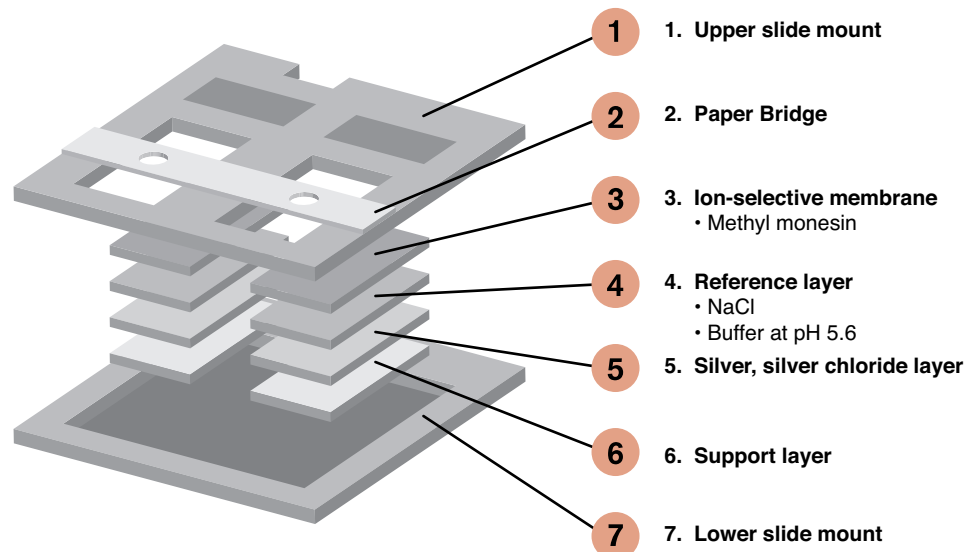 1
1. Upper slide mount
2
2. Paper Bridge
3
3. Ion-selective membrane
• Methyl monesin
4
4. Reference layer
• NaCl
• Buffer at pH 5.6
5
5. Silver, silver chloride layer
6
6. Support layer
7
7. Lower slide mount